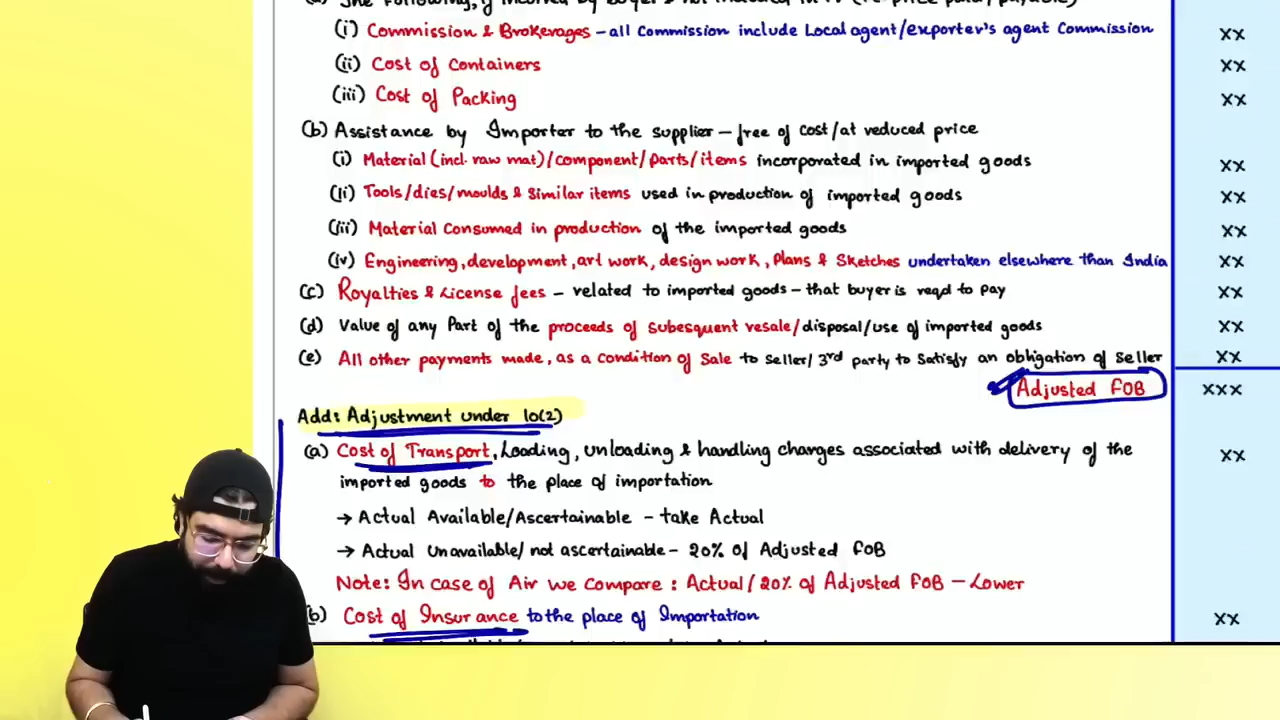 (i) Commission & Brokerages – all Commission include Local agent/exporter's agent Commission xx
(ii) Cost of Containers xx
(iii) Cost of Packing xx
(b) Assistance by Importer to the supplier – free of cost/at reduced price
(i) Material (incl. raw mat)/component/parts/items incorporated in imported goods xx
(ii) Tools/dies/moulds & similar items used in production of imported goods xx
(iii) Material Consumed in production of the imported goods xx
(iv) Engineering, development, art work, design work, Plans & Sketches undertaken elsewhere than India xx
(c) Royalties & License fees – related to imported goods – that buyer is reqd to pay xx
(d) Value of any Part of the proceeds of subesquent resale/disposal/use of imported goods xx
(e) All other payments made, as a condition of Sale to seller/3rd party to satisfy an obligation of seller xx
Adjusted FOB xxx
Add: Adjustment under 10(2)
(a) Cost of Transport, Loading, unloading & handling charges associated with delivery of the xx
imported goods to the place of importation
→ Actual Available/Ascertainable – take Actual
→ Actual Unavailable/not ascertainable – 20% of Adjusted FOB
Note: In case of Air we Compare : Actual/20% of Adjusted FOB – Lower
(b) Cost of Insurance to the place of Importation xx